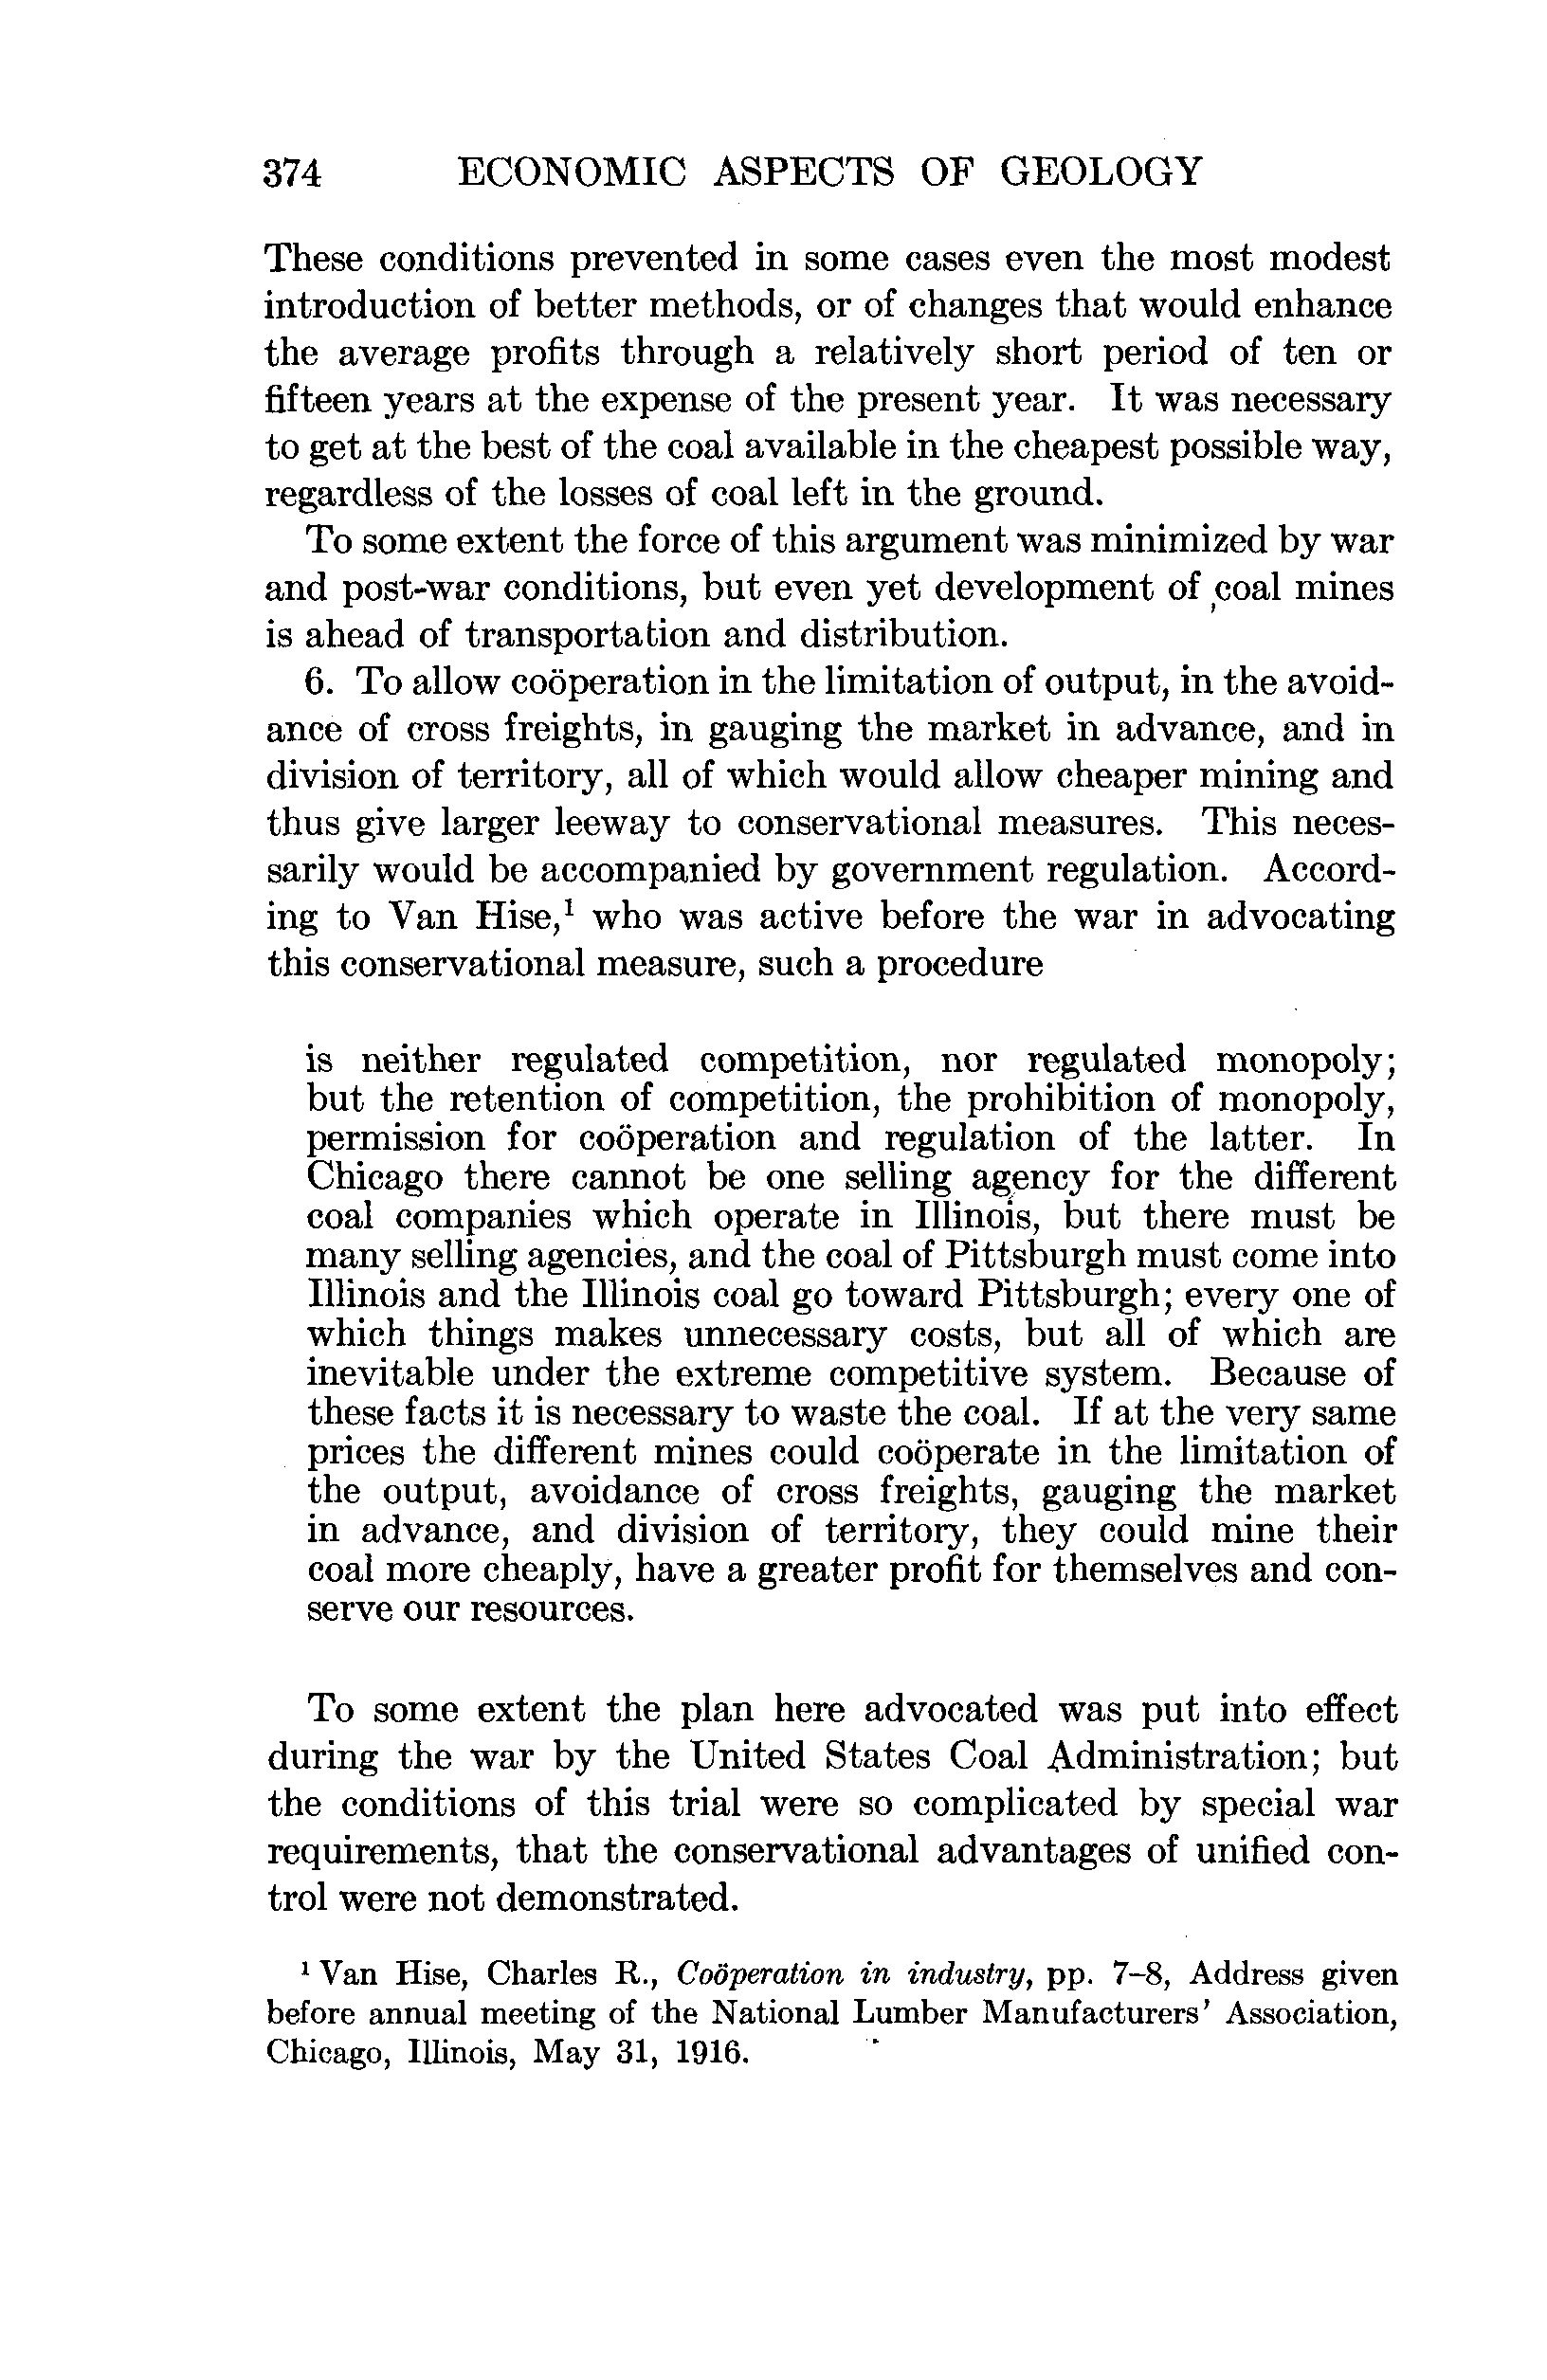 374 ECONOMIC ASPECTS OF GEOLOGY
These conditions prevented in some cases even the most modest
introduction of better methods, or of changes that would enhance
the average profits through a relatively short period of ten or
fifteen years at the expense of the present year. It was necessary
to get at the best of the coal available in the cheapest possible way,
regardless of the losses of coal left in the ground.
To some extent the force of this argument was minimized by war
and post-war conditions, but even yet development of coal mines
is ahead of transportation and distribution.
6. To allow coöperation in the limitation of output, in the avoid-
ance of cross freights, in gauging the market in advance, and in
division of territory, all of which would allow cheaper mining and
thus give larger leeway to conservational measures. This neces-
sarily would be accompanied by government regulation. Accord-
ing to Van Hise,¹ who was active before the war in advocating
this conservational measure, such a procedure
is neither regulated competition, nor regulated monopoly;
but the retention of competition, the prohibition of monopoly,
permission for coöperation and regulation of the latter. In
Chicago there cannot be one selling agency for the different
coal companies which operate in Illinois, but there must be
many selling agencies, and the coal of Pittsburgh must come into
Illinois and the Illinois coal go toward Pittsburgh; every one of
which things makes unnecessary costs, but all of which are
inevitable under the extreme competitive system. Because of
these facts it is necessary to waste the coal. If at the very same
prices the different mines could coöperate in the limitation of
the output, avoidance of cross freights, gauging the market
in advance, and division of territory, they could mine their
coal more cheaply, have a greater profit for themselves and con-
serve our resources.
To some extent the plan here advocated was put into effect
during the war by the United States Coal Administration; but
the conditions of this trial were so complicated by special war
requirements, that the conservational advantages of unified con-
trol were not demonstrated.
¹ Van Hise, Charles R., Coöperation in industry, pp. 7–8, Address given
before annual meeting of the National Lumber Manufacturers' Association,
Chicago, Illinois, May 31, 1916.